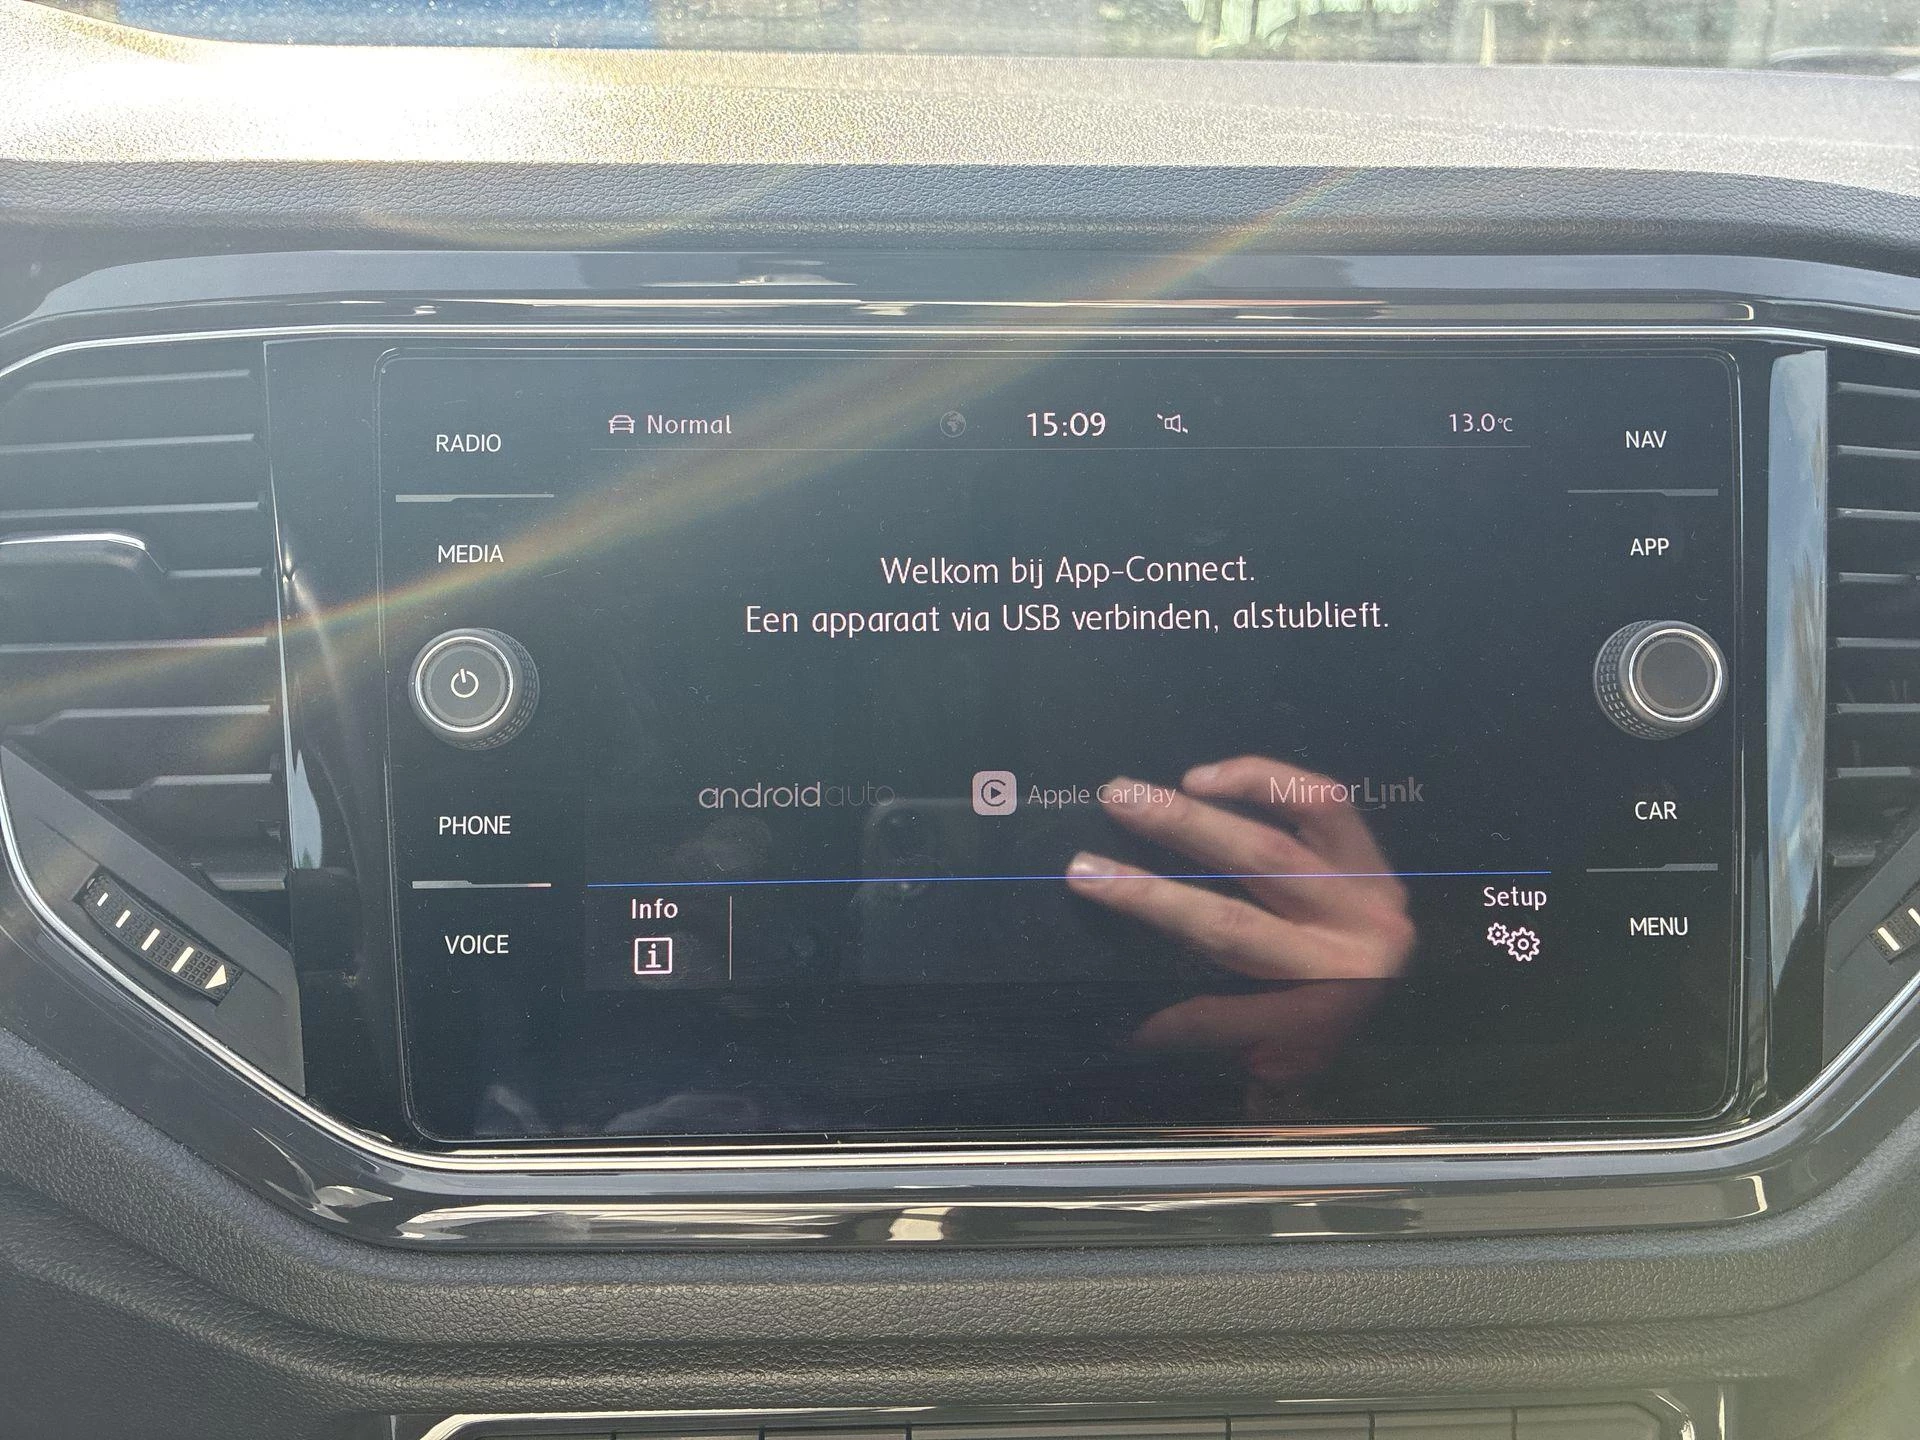 RADIO
MEDIA
PHONE
VOICE
Normal
15:09
13.0°C
Welkom bij App-Connect.
Een apparaat via USB verbinden, alstublieft.
androidauto
Apple CarPlay
MirrorLink
Info
Setup
NAV
APP
CAR
MENU